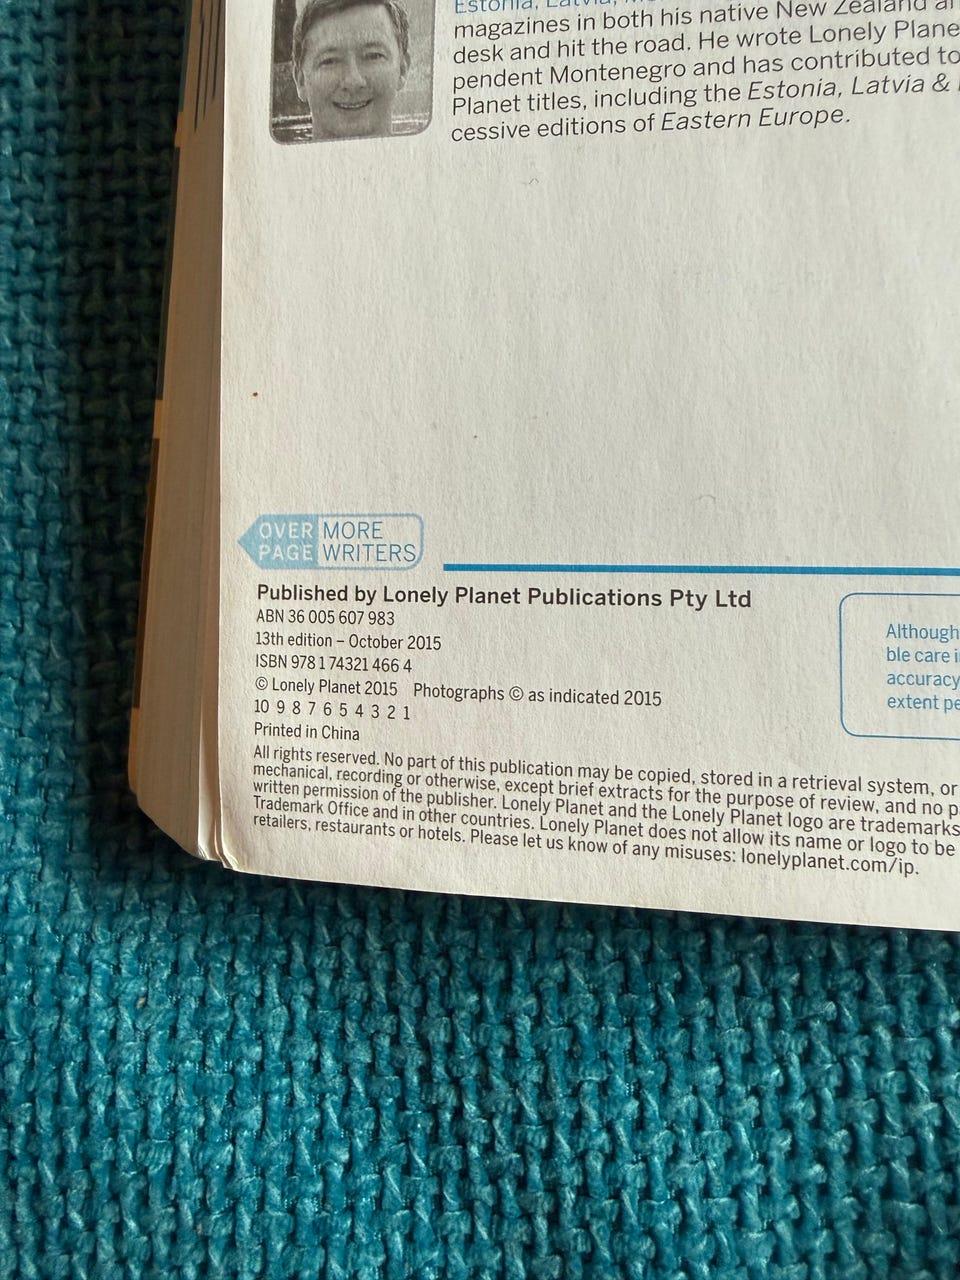 Estonia, Latvia,
magazines in both his native New Zealand
desk and hit the road. He wrote Lonely Plane
pendent Montenegro and has contributed to
Planet titles, including the Estonia, Latvia &
cessive editions of Eastern Europe.
OVER PAGE MORE WRITERS
Published by Lonely Planet Publications Pty Ltd
ABN 36 005 607 983
13th edition – October 2015
ISBN 978 1 74321 466 4
© Lonely Planet 2015 Photographs © as indicated 2015
10 9 8 7 6 5 4 3 2 1
Printed in China
All rights reserved. No part of this publication may be copied, stored in a retrieval system, or
mechanical, recording or otherwise, except brief extracts for the purpose of review, and no p
written permission of the publisher. Lonely Planet and the Lonely Planet logo are trademarks
Trademark Office and in other countries. Lonely Planet does not allow its name or logo to be
retailers, restaurants or hotels. Please let us know of any misuses: lonelyplanet.com/ip.
Although
ble care i
accuracy
extent pe